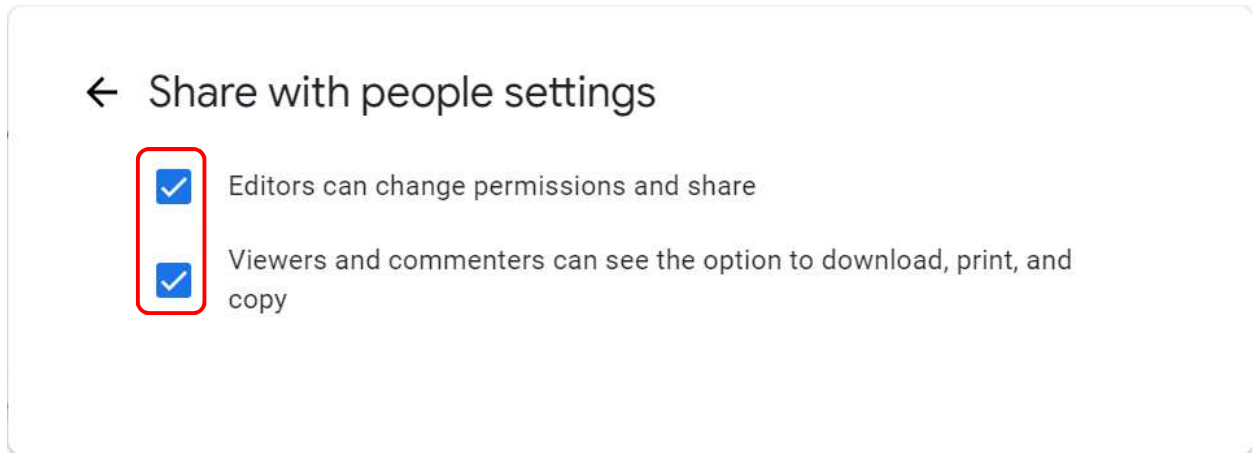 Share with people settings
Editors can change permissions and share
Viewers and commenters can see the option to download, print, and
copy